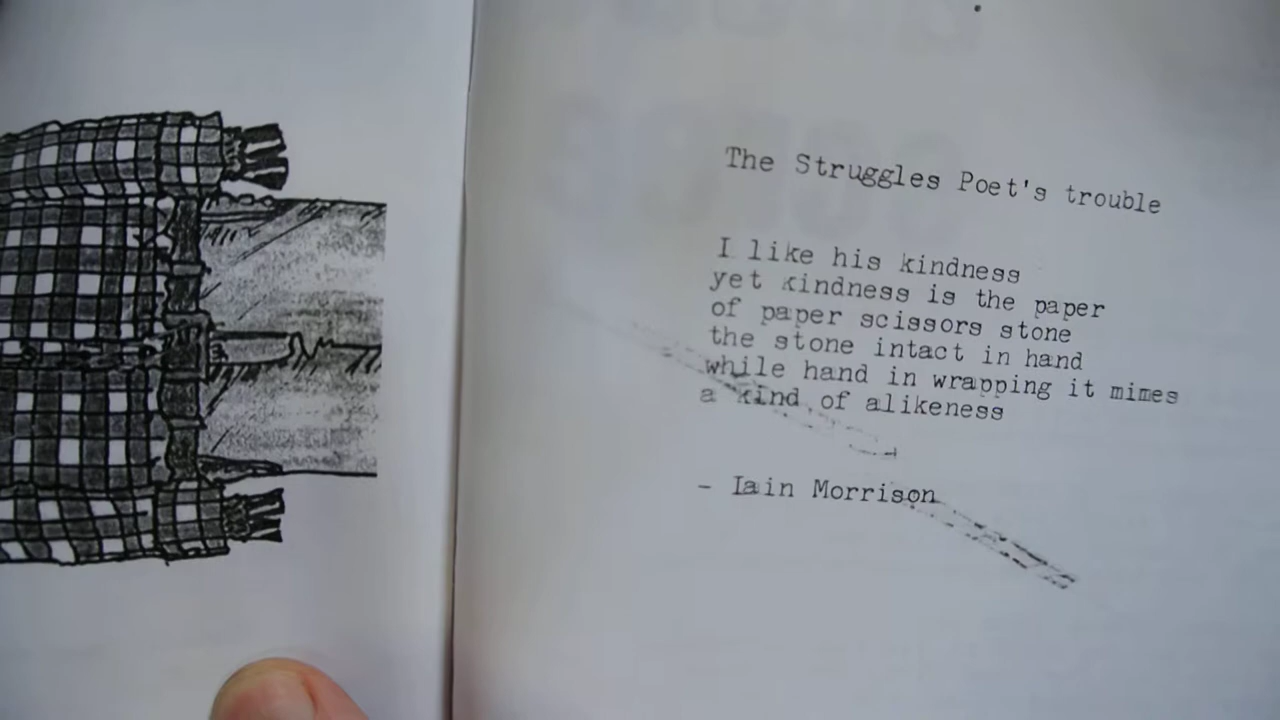 The Struggles Poet's trouble
I like his kindness
yet kindness is the paper
of paper scissors stone
the stone intact in hand
while hand in wrapping it mimes
a kind of alikeness
- Iain Morrison